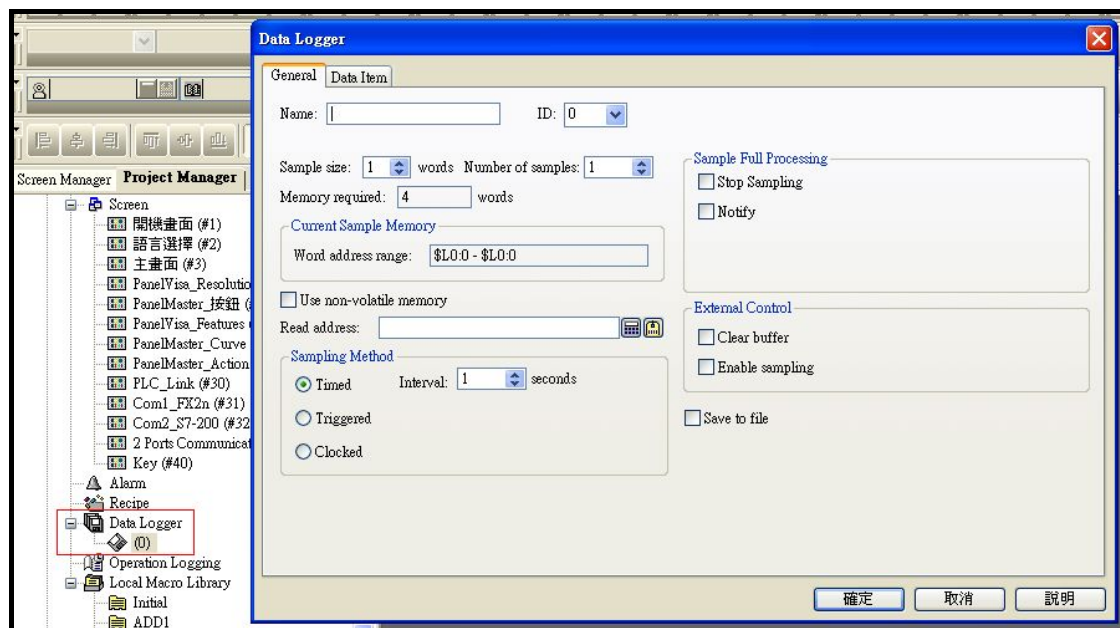 Screen Manager Project Manager
Screen
開機畫面 (#1)
語言選擇 (#2)
主畫面 (#3)
PanelVisa_Resolutio
PanelMaster_按鈕 (
PanelVisa_Features
PanelMaster_Curve
PanelMaster_Action
PLC_Link (#30)
Com1_FX2n (#31)
Com2_S7-200 (#32
2 Ports Communicat
Key (#40)
Alarm
Recipe
Data Logger
(0)
Operation Logging
Local Macro Library
Initial
ADD1
Data Logger
General Data Item
Name: ID: 0
Sample size: 1 words Number of samples: 1
Memory required: 4 words
Current Sample Memory
Word address range: $L0:0 - $L0:0
Use non-volatile memory
Read address:
Sampling Method
Timed Interval: 1 seconds
Triggered
Clocked
Sample Full Processing
Stop Sampling
Notify
External Control
Clear buffer
Enable sampling
Save to file
確定 取消 說明